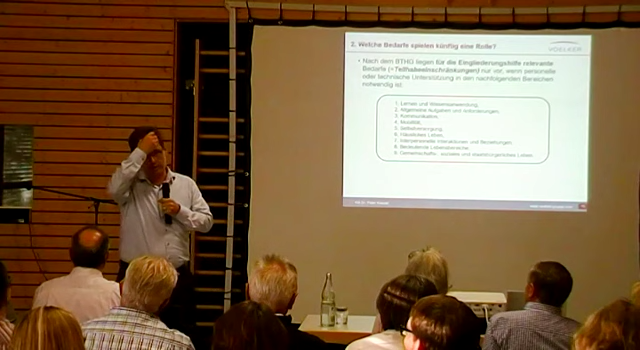 2. Welche Bedarfe spielen künftig eine Rolle?
VOELKER
• Nach dem BTHG liegen für die Eingliederungshilfe relevante
Bedarfe (=Teilhabeeinschränkungen) nur vor, wenn personelle
oder technische Unterstützung in den nachfolgenden Bereichen
notwendig ist:
1. Lernen und Wissensanwendung,
2. Allgemeine Aufgaben und Anforderungen,
3. Kommunikation,
4. Mobilität,
5. Selbstversorgung,
6. Häusliches Leben,
7. Interpersonelle Interaktionen und Beziehungen,
8. Bedeutende Lebensbereiche
9. Gemeinschafts-, soziales und staatsbürgerliches Leben.